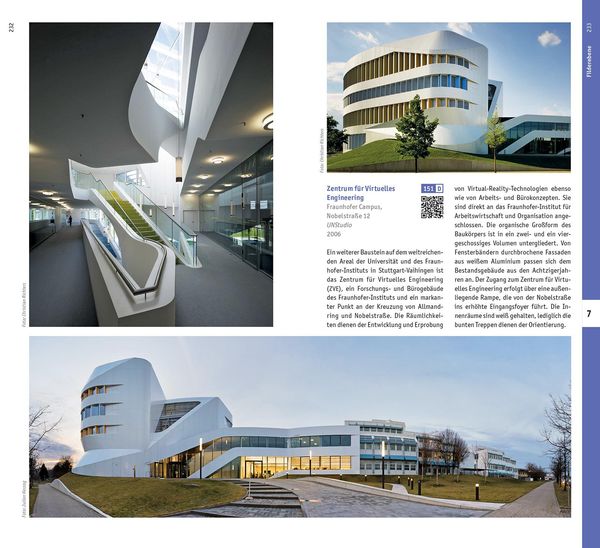 232
233
Filderebene
Foto: Christian Richters
Foto: Christian Richters
Zentrum für Virtuelles
Engineering
Fraunhofer Campus,
Nobelstraße 12
UNStudio
2006
151 D
Ein weiterer Baustein auf dem weitreichen-
den Areal der Universität und des Fraun-
hofer-Instituts in Stuttgart-Vaihingen ist
das Zentrum für Virtuelles Engineering
(ZVE), ein Forschungs- und Bürogebäude
des Fraunhofer-Instituts und ein markan-
ter Punkt an der Kreuzung von Allmand-
ring und Nobelstraße. Die Räumlichkei-
ten dienen der Entwicklung und Erprobung
von Virtual-Reality-Technologien ebenso
wie von Arbeits- und Bürokonzepten. Sie
sind direkt an das Fraunhofer-Institut für
Arbeitswirtschaft und Organisation ange-
schlossen. Die organische Großform des
Baukörpers ist in ein zwei- und ein vier-
geschossiges Volumen untergliedert. Von
Fensterbändern durchbrochene Fassaden
aus weißem Aluminium passen sich dem
Bestandsgebäude aus den Achtzigerjah-
ren an. Der Zugang zum Zentrum für Virtu-
elles Engineering erfolgt über eine außen-
liegende Rampe, die von der Nobelstraße
ins erhöhte Eingangsfoyer führt. Die In-
nenräume sind weiß gehalten, lediglich die
bunten Treppen dienen der Orientierung.
7
Foto: Julian Herzog